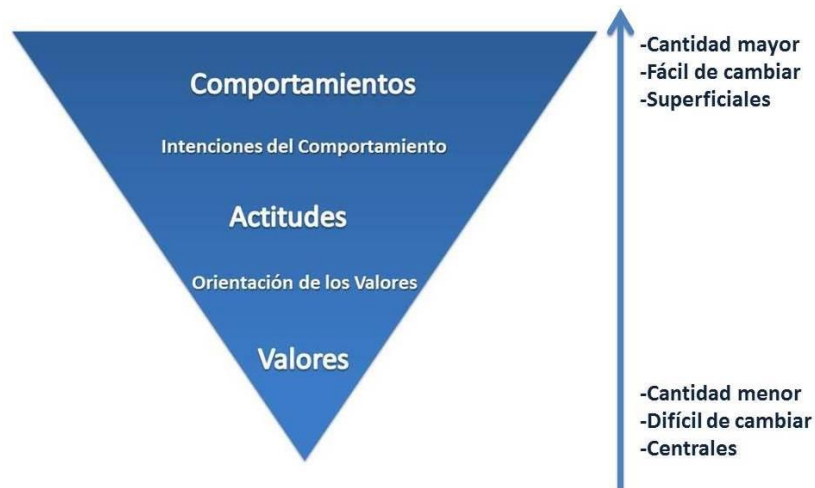 Comportamientos
Intenciones del Comportamiento
Actitudes
Orientación de los Valores
Valores
-Cantidad mayor
-Fácil de cambiar
-Superficiales
-Cantidad menor
-Difícil de cambiar
-Centrales